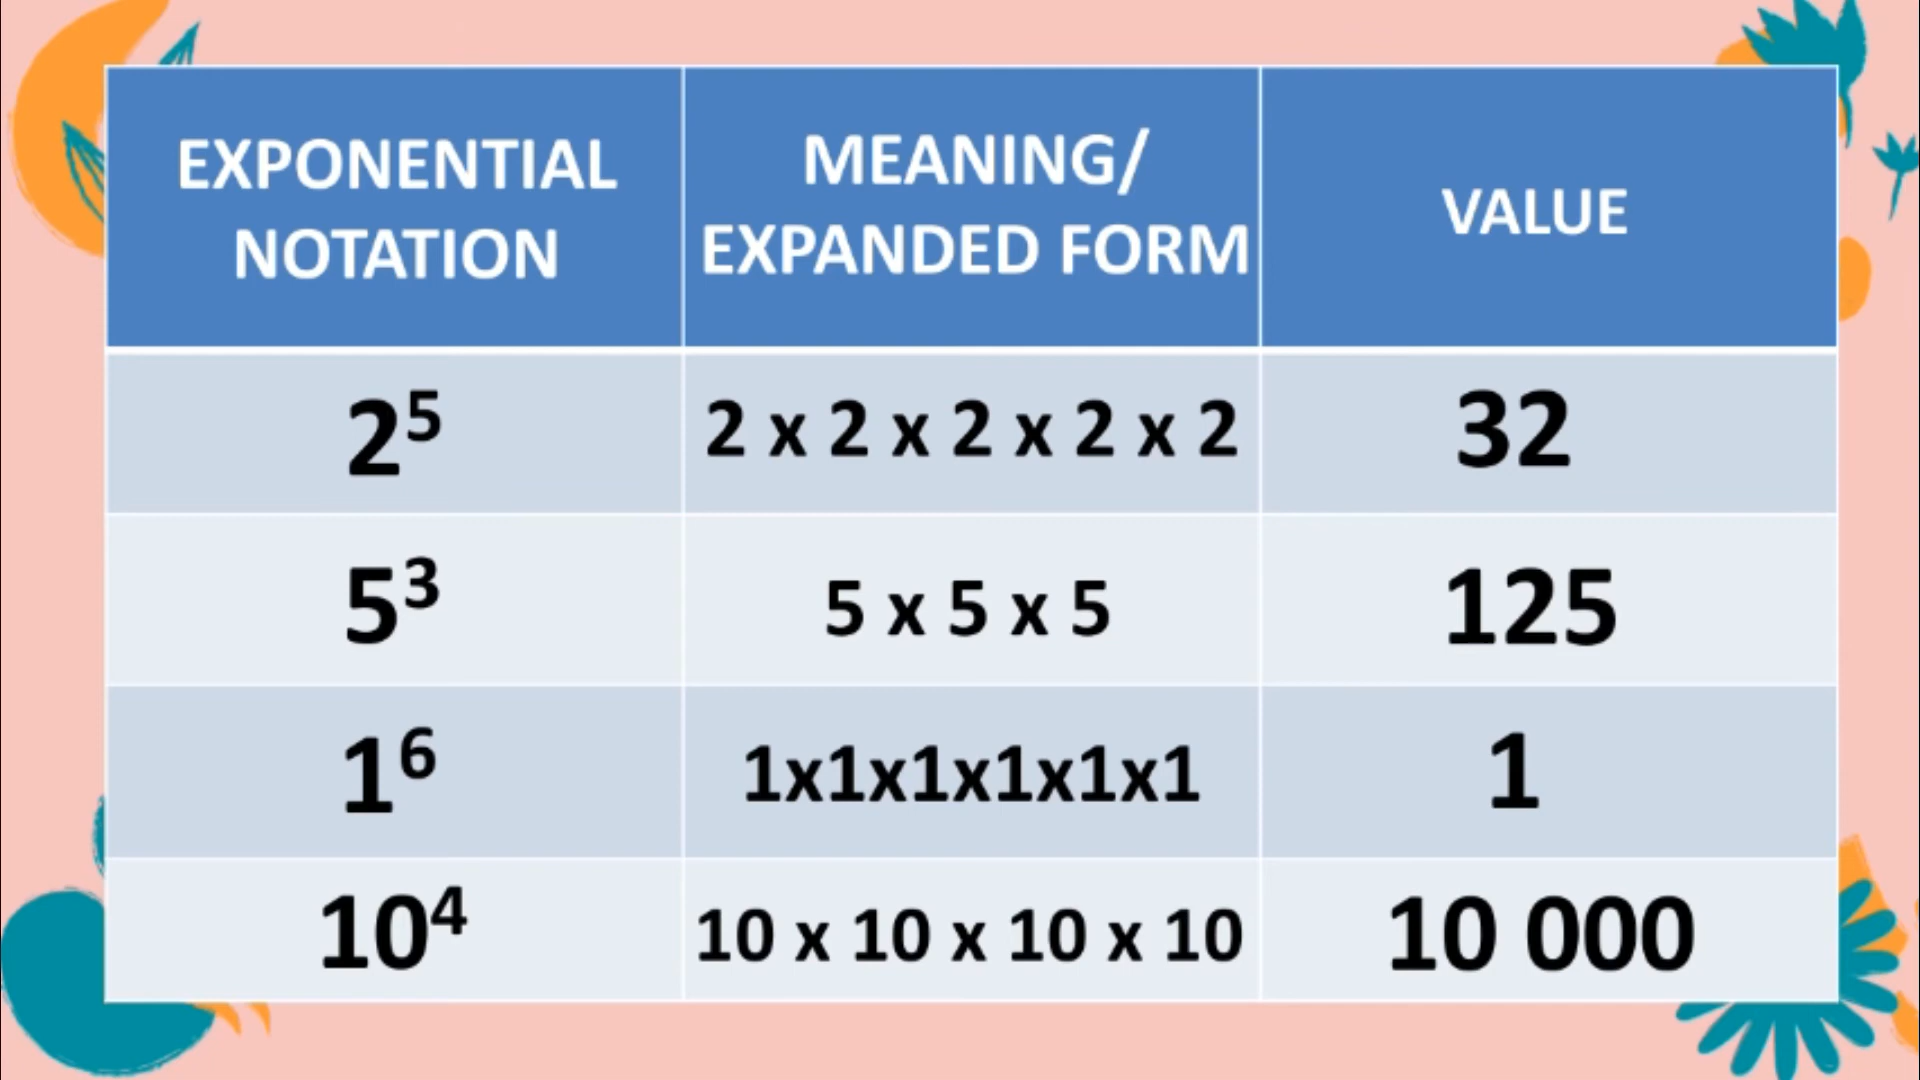 EXPONENTIAL
NOTATION
MEANING/
EXPANDED FORM
VALUE
2⁵
2 x 2 x 2 x 2 x 2
32
5³
5 x 5 x 5
125
1⁶
1x1x1x1x1x1
1
10⁴
10 x 10 x 10 x 10
10 000